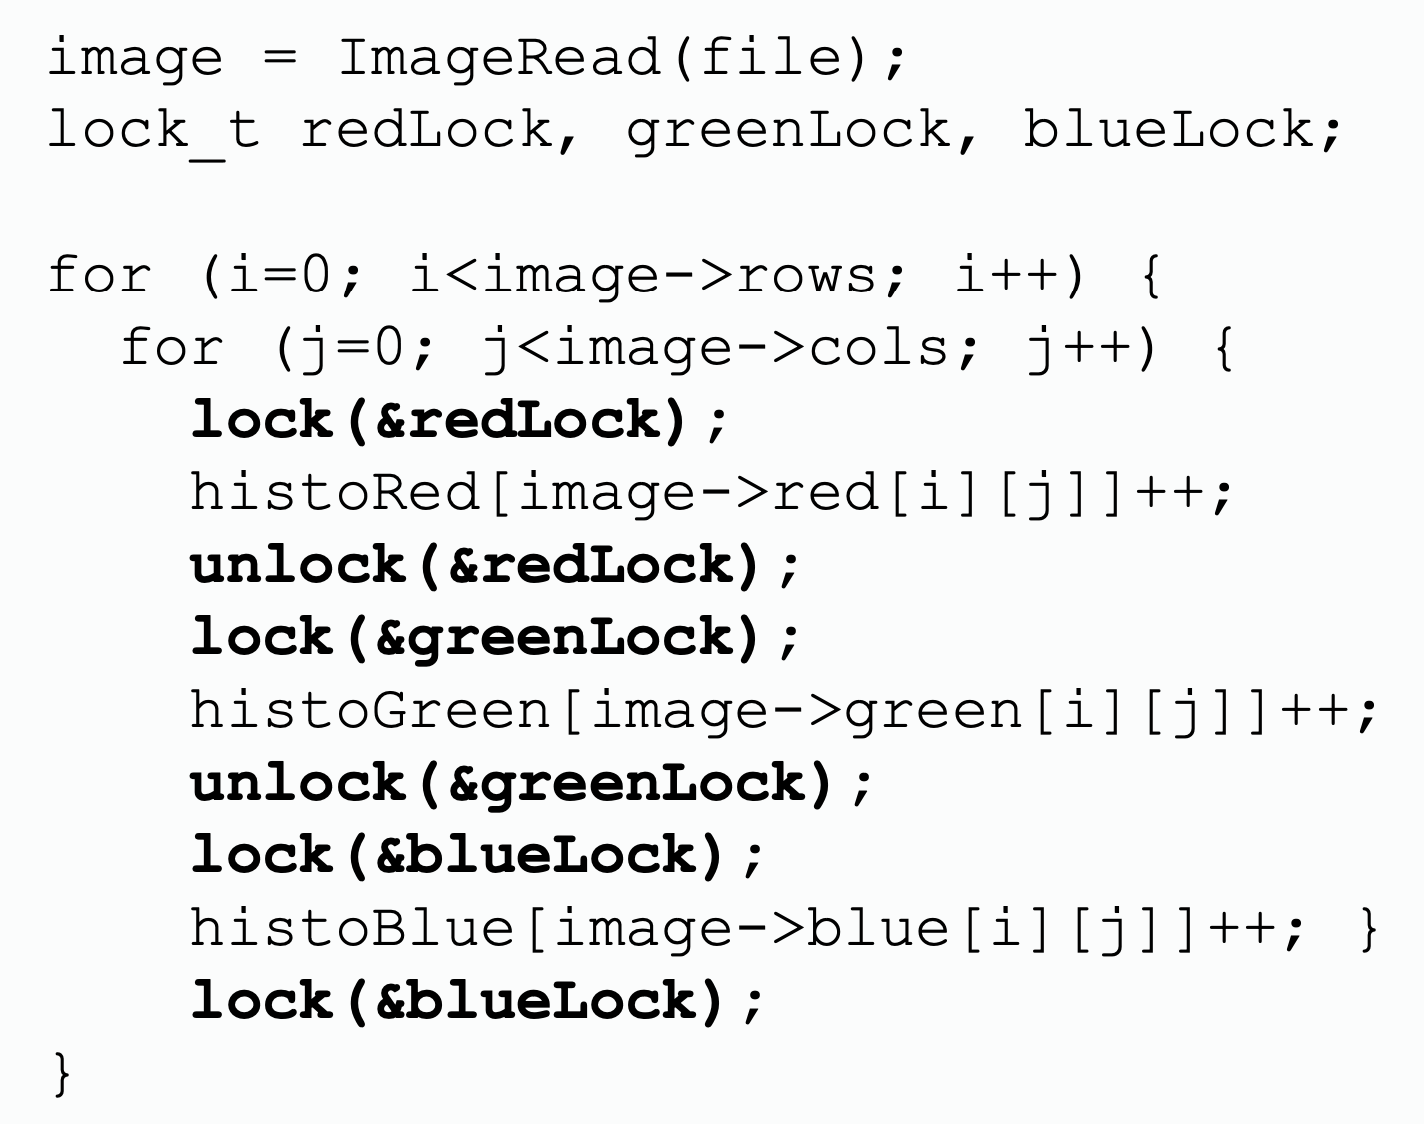 image = ImageRead(file);
lock_t redLock, greenLock, blueLock;

for (i=0; i<image->rows; i++) {
  for (j=0; j<image->cols; j++) {
    lock(&redLock);
    histoRed[image->red[i][j]]++;
    unlock(&redLock);
    lock(&greenLock);
    histoGreen[image->green[i][j]]++;
    unlock(&greenLock);
    lock(&blueLock);
    histoBlue[image->blue[i][j]]++; }
    lock(&blueLock);
}